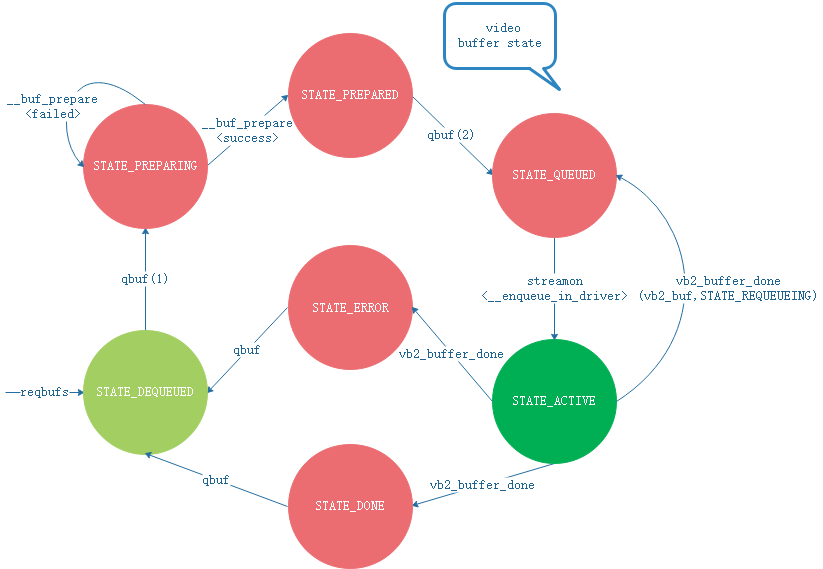 video
buffer state
__buf_prepare
<failed>
STATE_PREPARED
__buf_prepare
<success>
qbuf(2)
STATE_PREPARING
STATE_QUEUED
qbuf(1)
streamon
<__enqueue_in_driver>
vb2_buffer_done
(vb2_buf,STATE_REQUEUEING)
STATE_ERROR
qbuf
vb2_buffer_done
reqbufs
STATE_DEQUEUED
STATE_ACTIVE
qbuf
vb2_buffer_done
STATE_DONE